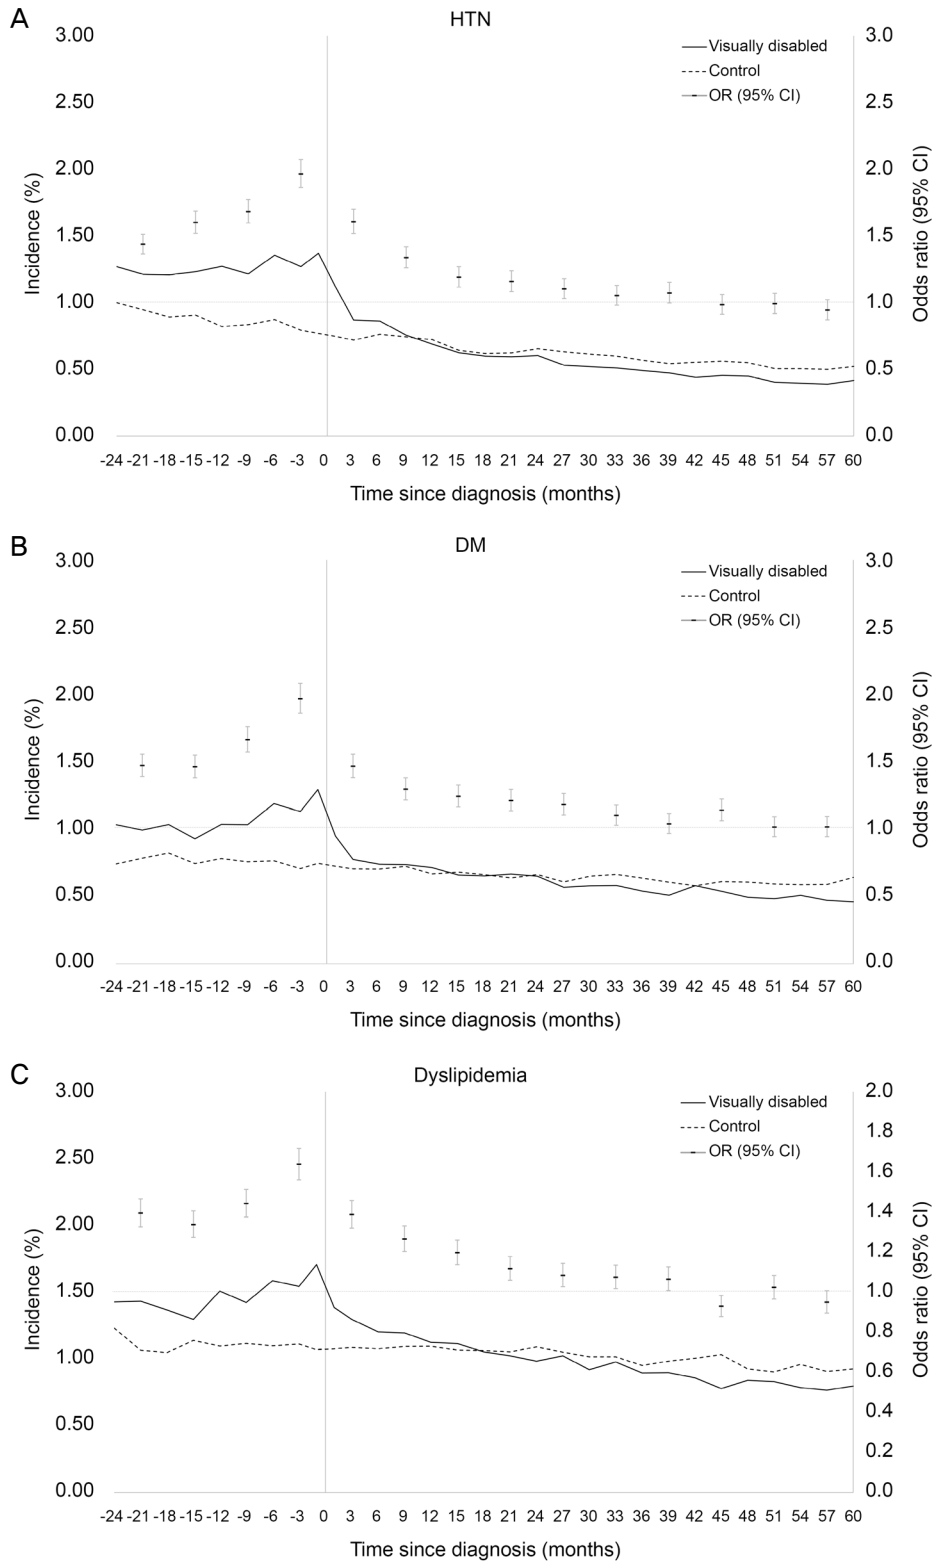 A
HTN
3.00
2.50
2.00
1.50
1.00
0.50
0.00
Incidence (%)
3.0
2.5
2.0
1.5
1.0
0.5
0.0
Odds ratio (95% CI)
Visually disabled
Control
OR (95% CI)
-24 -21 -18 -15 -12 -9 -6 -3 0 3 6 9 12 15 18 21 24 27 30 33 36 39 42 45 48 51 54 57 60
Time since diagnosis (months)
B
DM
3.00
2.50
2.00
1.50
1.00
0.50
0.00
Incidence (%)
3.0
2.5
2.0
1.5
1.0
0.5
0.0
Odds ratio (95% CI)
Visually disabled
Control
OR (95% CI)
-24 -21 -18 -15 -12 -9 -6 -3 0 3 6 9 12 15 18 21 24 27 30 33 36 39 42 45 48 51 54 57 60
Time since diagnosis (months)
C
Dyslipidemia
3.00
2.50
2.00
1.50
1.00
0.50
0.00
Incidence (%)
2.0
1.8
1.6
1.4
1.2
1.0
0.8
0.6
0.4
0.2
0.0
Odds ratio (95% CI)
Visually disabled
Control
OR (95% CI)
-24 -21 -18 -15 -12 -9 -6 -3 0 3 6 9 12 15 18 21 24 27 30 33 36 39 42 45 48 51 54 57 60
Time since diagnosis (months)